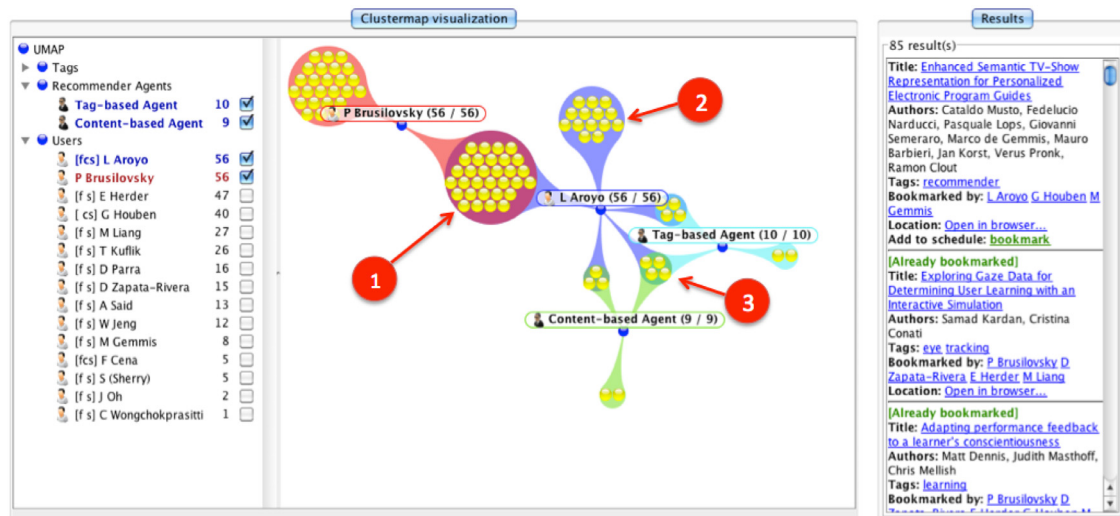 Clustermap visualization
UMAP
Tags
Recommender Agents
Tag-based Agent 10
Content-based Agent 9
Users
[fcs] L Aroyo 56
P Brusilovsky 56
[f s] E Herder 47
[ cs] G Houben 40
[f s] M Liang 27
[f s] T Kuflik 26
[f s] D Parra 16
[f s] D Zapata-Rivera 15
[f s] A Said 13
[f s] W Jeng 12
[f s] M Gemmis 8
[fcs] F Cena 5
[f s] S (Sherry) 5
[f s] J Oh 2
[f s] C Wongchokprasitti 1
P Brusilovsky (56 / 56)
2
L Aroyo (56 / 56)
Tag-based Agent (10 / 10)
1
3
Content-based Agent (9 / 9)
Results
85 result(s)
Title: Enhanced Semantic TV-Show
Representation for Personalized
Electronic Program Guides
Authors: Cataldo Musto, Fedelucio
Narducci, Pasquale Lops, Giovanni
Semeraro, Marco de Gemmis, Mauro
Barbieri, Jan Korst, Verus Pronk,
Ramon Clout
Tags: recommender
Bookmarked by: L Aroyo G Houben M
Gemmis
Location: Open in browser...
Add to schedule: bookmark
[Already bookmarked]
Title: Exploring Gaze Data for
Determining User Learning with an
Interactive Simulation
Authors: Samad Kardan, Cristina
Conati
Tags: eye tracking
Bookmarked by: P Brusilovsky D
Zapata-Rivera E Herder M Liang
Location: Open in browser...
[Already bookmarked]
Title: Adapting performance feedback
to a learner's conscientiousness
Authors: Matt Dennis, Judith Masthoff,
Chris Mellish
Tags: learning
Bookmarked by: P Brusilovsky D
Zapata-Rivera E Herder G Houben M